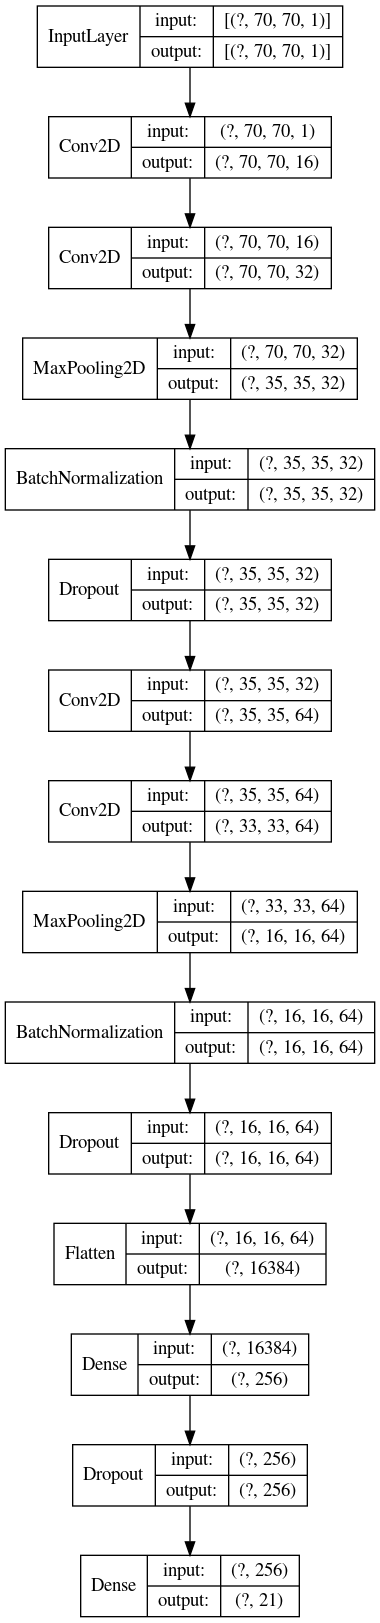 InputLayer input: [(?, 70, 70, 1)]
output: [(?, 70, 70, 1)]
Conv2D input: (?, 70, 70, 1)
output: (?, 70, 70, 16)
Conv2D input: (?, 70, 70, 16)
output: (?, 70, 70, 32)
MaxPooling2D input: (?, 70, 70, 32)
output: (?, 35, 35, 32)
BatchNormalization input: (?, 35, 35, 32)
output: (?, 35, 35, 32)
Dropout input: (?, 35, 35, 32)
output: (?, 35, 35, 32)
Conv2D input: (?, 35, 35, 32)
output: (?, 35, 35, 64)
Conv2D input: (?, 35, 35, 64)
output: (?, 33, 33, 64)
MaxPooling2D input: (?, 33, 33, 64)
output: (?, 16, 16, 64)
BatchNormalization input: (?, 16, 16, 64)
output: (?, 16, 16, 64)
Dropout input: (?, 16, 16, 64)
output: (?, 16, 16, 64)
Flatten input: (?, 16, 16, 64)
output: (?, 16384)
Dense input: (?, 16384)
output: (?, 256)
Dropout input: (?, 256)
output: (?, 256)
Dense input: (?, 256)
output: (?, 21)